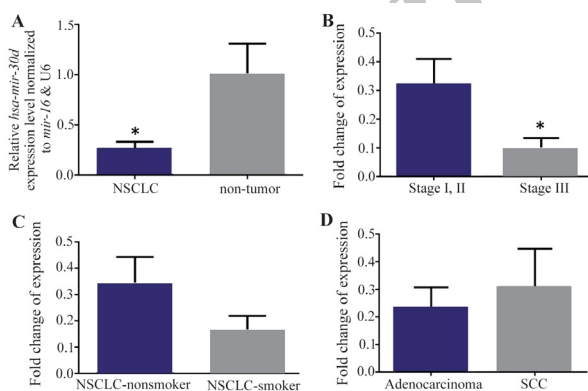 A
Relative hsa-mir-30d
expression level normalized
to mir-16 & U6
1.5
1.0
0.5
0.0
*
NSCLC
non-tumor
B
Fold change of expression
0.5
0.4
0.3
0.2
0.1
0.0
*
Stage I, II
Stage III
C
Fold change of expression
0.5
0.4
0.3
0.2
0.1
0.0
NSCLC-nonsmoker
NSCLC-smoker
D
Fold change of expression
0.5
0.4
0.3
0.2
0.1
0.0
Adenocarcinoma
SCC